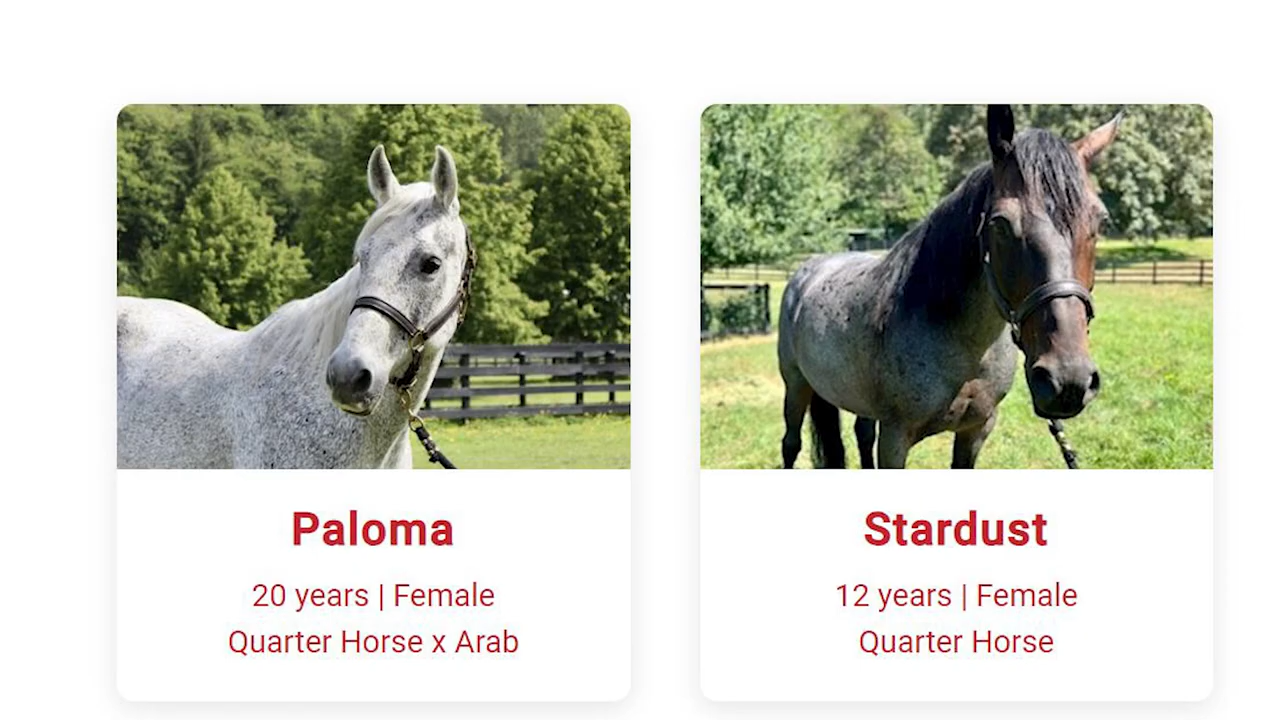 Paloma
20 years | Female
Quarter Horse x Arab
Stardust
12 years | Female
Quarter Horse